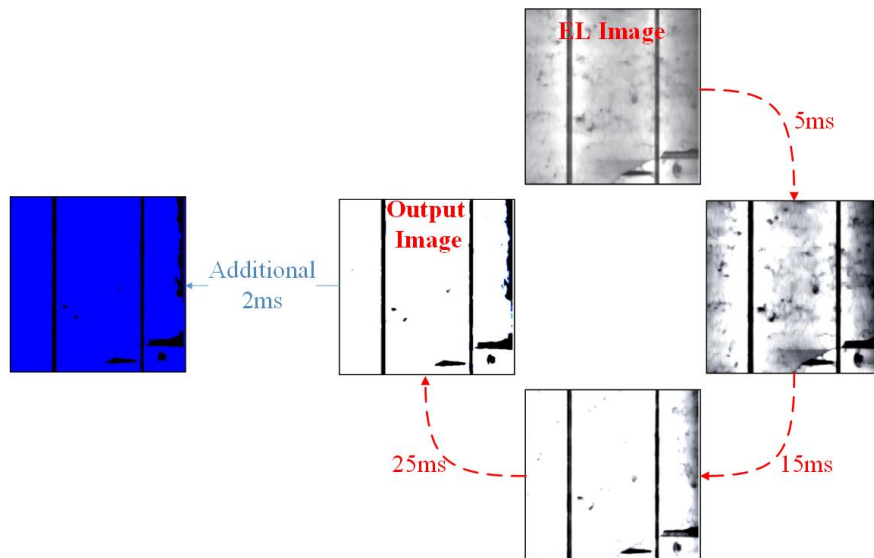 EL Image
5ms
Output
Image
Additional
2ms
25ms
15ms